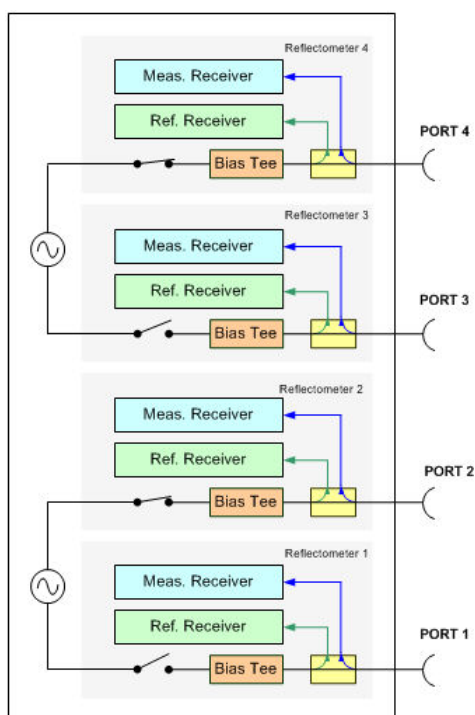 Reflectometer 4
Meas. Receiver
Ref. Receiver
PORT 4
Bias Tee
Reflectometer 3
Meas. Receiver
Ref. Receiver
PORT 3
Bias Tee
Reflectometer 2
Meas. Receiver
Ref. Receiver
PORT 2
Bias Tee
Reflectometer 1
Meas. Receiver
Ref. Receiver
PORT 1
Bias Tee